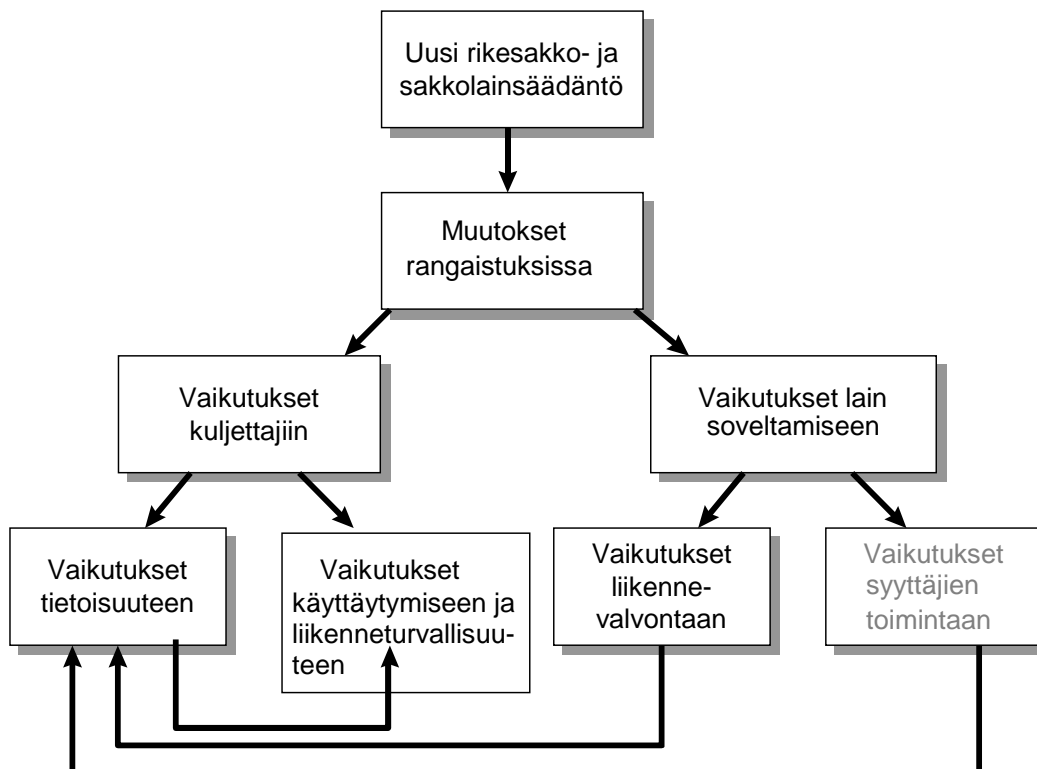 Uusi rikesakko- ja
sakkolainsäädäntö
Muutokset
rangaistuksissa
Vaikutukset
kuljettajiin
Vaikutukset lain
soveltamiseen
Vaikutukset
tietoisuuteen
Vaikutukset
käyttäytymiseen ja
liikenneturvallisuu-
teen
Vaikutukset
liikenne-
valvontaan
Vaikutukset
syyttäjien
toimintaan